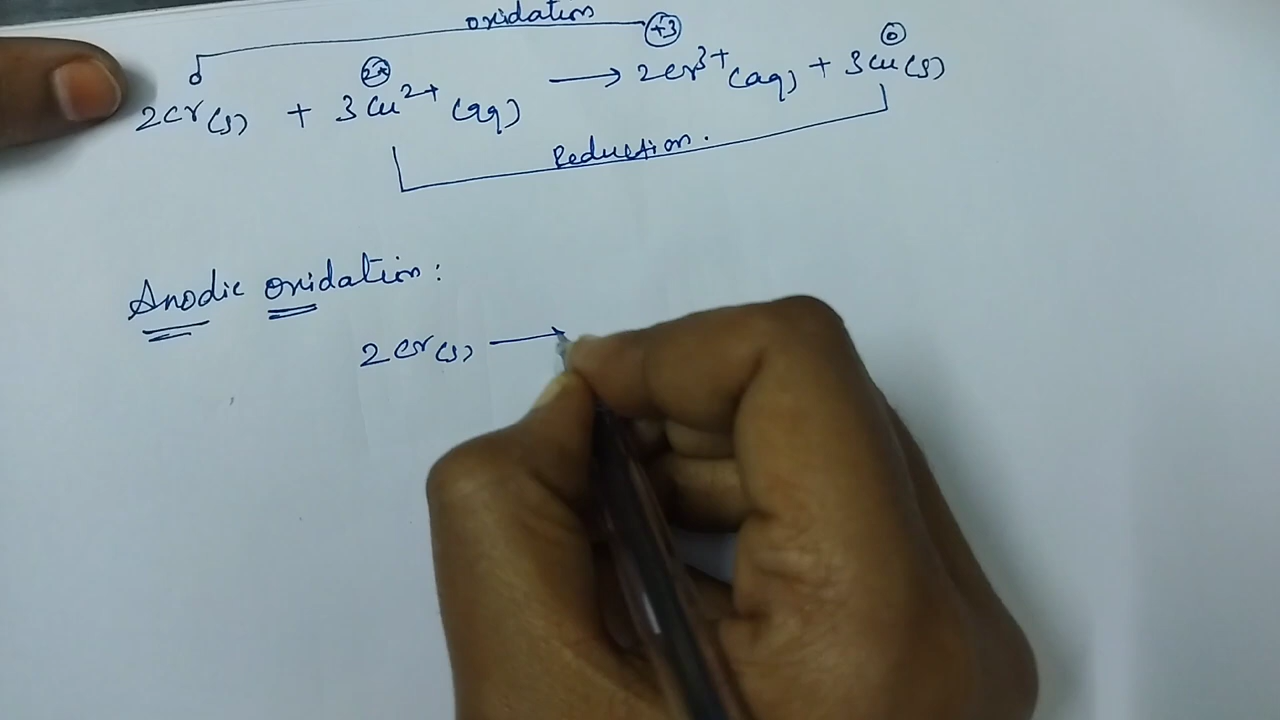 oxidation
0 2+ +3 0
2Cr(s) + 3Cu²⁺ (aq) → 2Cr³⁺(aq) + 3Cu(s)
Reduction.
Anodic oxidation:
2Cr(s) →